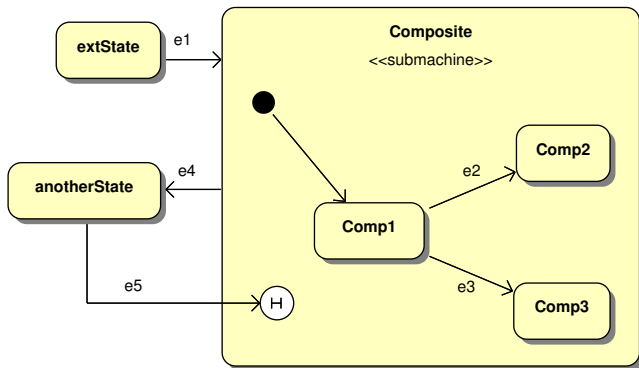 Composite
<<submachine>>
extState
e1
Comp2
e2
anotherState
e4
Comp1
e3
e5
H
Comp3